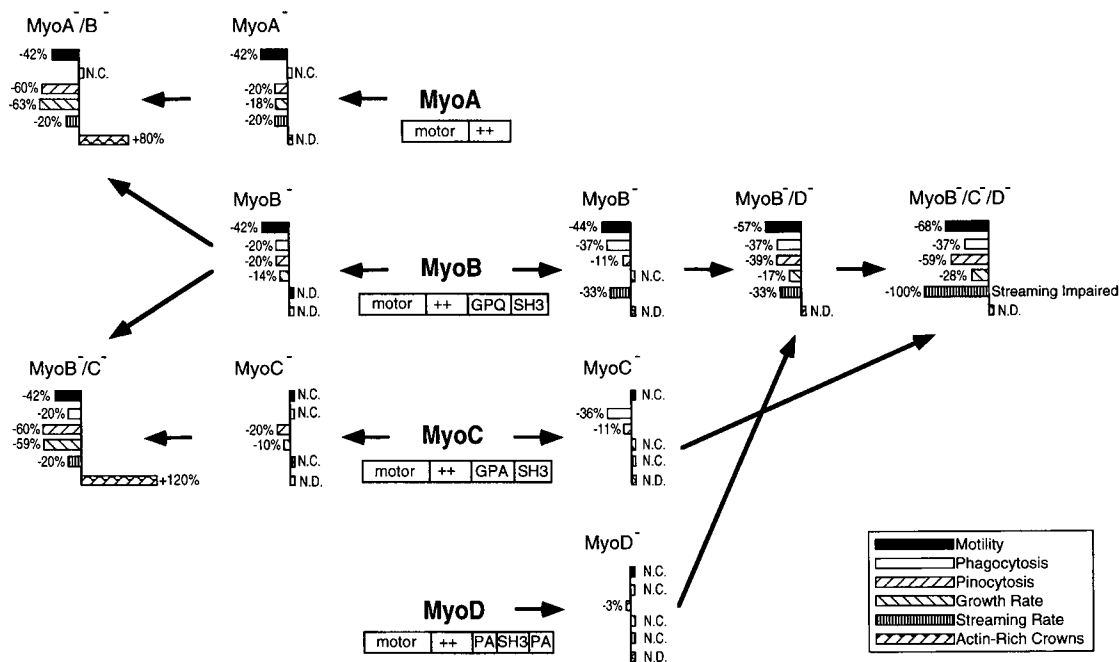 MyoA⁻/B⁻
-42%
N.C.
-60%
-63%
-20%
+80%
MyoA⁻
-42%
N.C.
-20%
-18%
-20%
N.D.
MyoA
motor ++
MyoB⁻
-42%
-20%
-20%
-14%
N.D.
N.D.
MyoB
motor ++ GPQ SH3
MyoB⁻
-44%
-37%
-11%
N.C.
-33%
N.D.
MyoB⁻/D⁻
-57%
-37%
-39%
-17%
-33%
N.D.
MyoB⁻/C⁻/D⁻
-68%
-37%
-59%
-28%
-100% Streaming Impaired
N.D.
MyoB⁻/C⁻
-42%
-20%
-60%
-59%
-20%
+120%
MyoC⁻
N.C.
N.C.
-20%
-10%
N.C.
N.D.
MyoC
motor ++ GPA SH3
MyoC⁻
N.C.
-36%
-11%
N.C.
N.C.
N.D.
MyoD⁻
N.C.
N.C.
-3%
N.C.
N.C.
N.D.
MyoD
motor ++ PA SH3 PA
Motility
Phagocytosis
Pinocytosis
Growth Rate
Streaming Rate
Actin-Rich Crowns